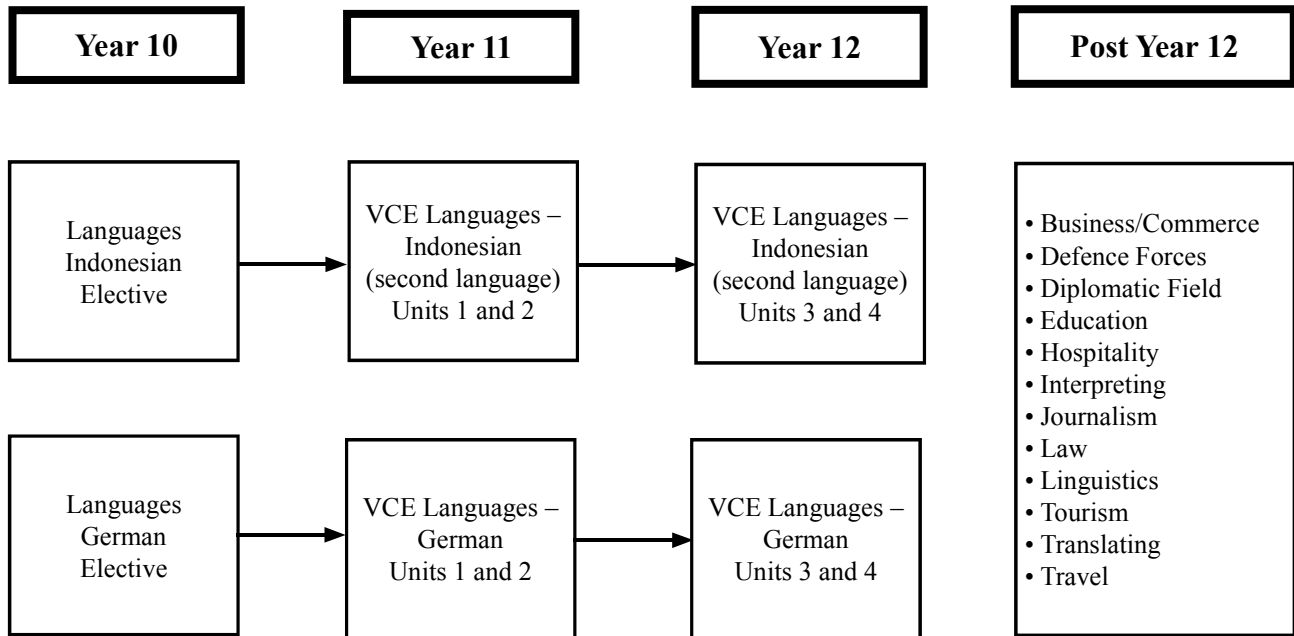 Year 10
Year 11
Year 12
Post Year 12
Languages
Indonesian
Elective
VCE Languages –
Indonesian
(second language)
Units 1 and 2
VCE Languages –
Indonesian
(second language)
Units 3 and 4
Languages
German
Elective
VCE Languages –
German
Units 1 and 2
VCE Languages –
German
Units 3 and 4
• Business/Commerce
• Defence Forces
• Diplomatic Field
• Education
• Hospitality
• Interpreting
• Journalism
• Law
• Linguistics
• Tourism
• Translating
• Travel